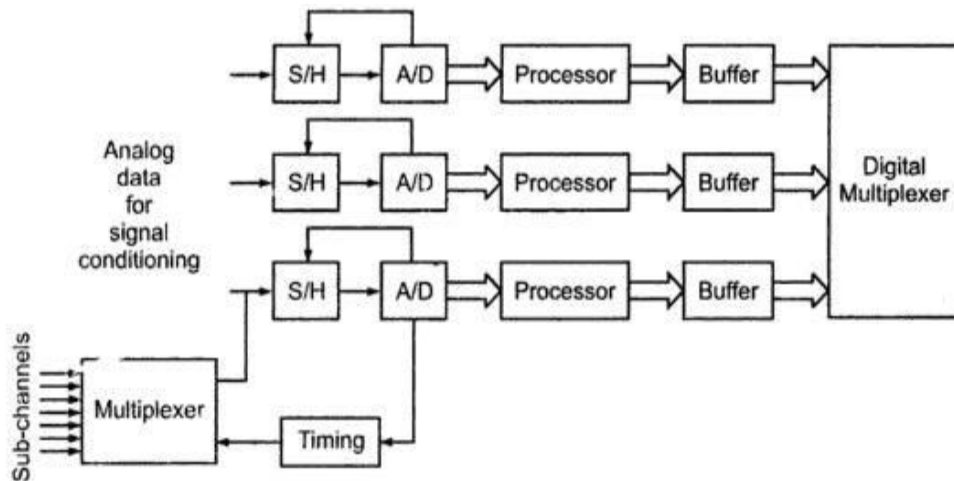 S/H
A/D
Processor
Buffer
Analog
data
for
signal
conditioning
S/H
A/D
Processor
Buffer
Digital
Multiplexer
S/H
A/D
Processor
Buffer
Sub-channels
Multiplexer
Timing